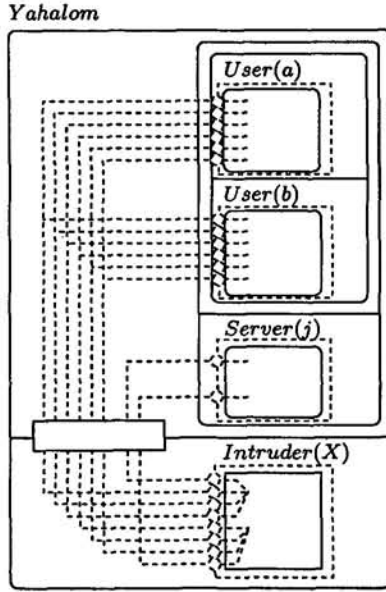 Yahalom
User(a)
User(b)
Server(j)
Intruder(X)